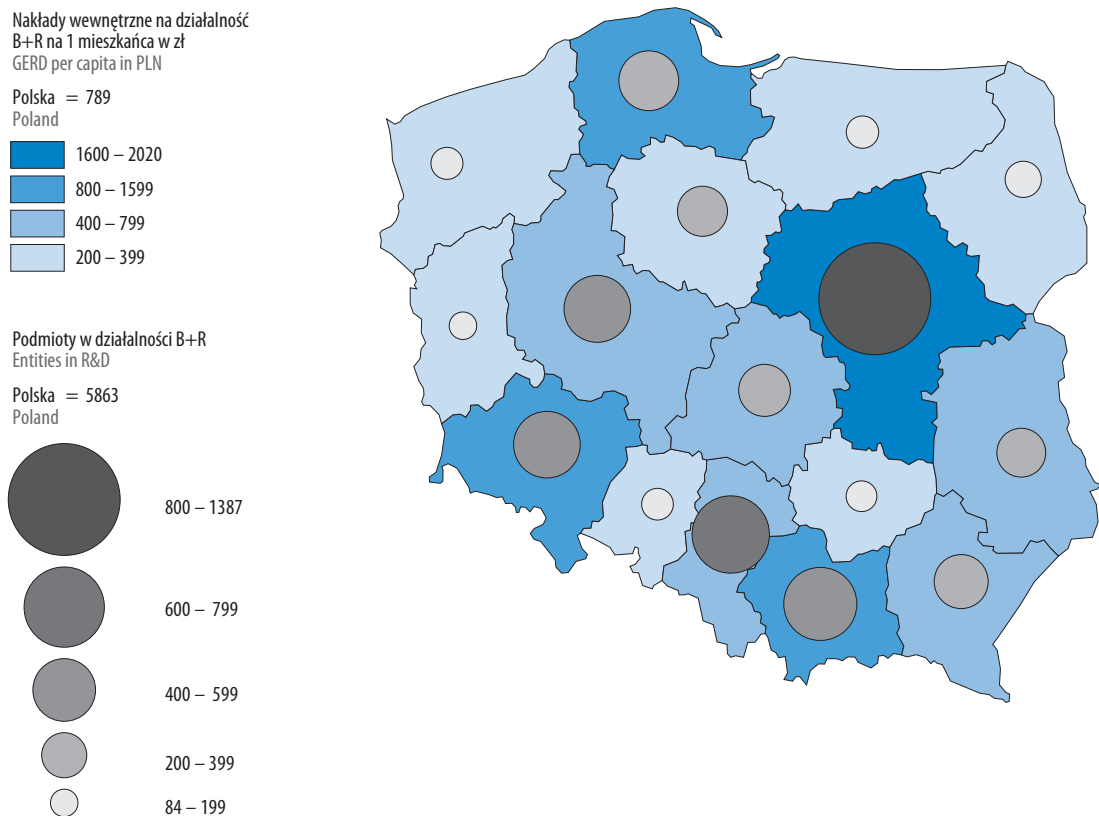 Nakłady wewnętrzne na działalność
B+R na 1 mieszkańca w zł
GERD per capita in PLN
Polska = 789
Poland
1600 – 2020
800 – 1599
400 – 799
200 – 399
Podmioty w działalności B+R
Entities in R&D
Polska = 5863
Poland
800 – 1387
600 – 799
400 – 599
200 – 399
84 – 199